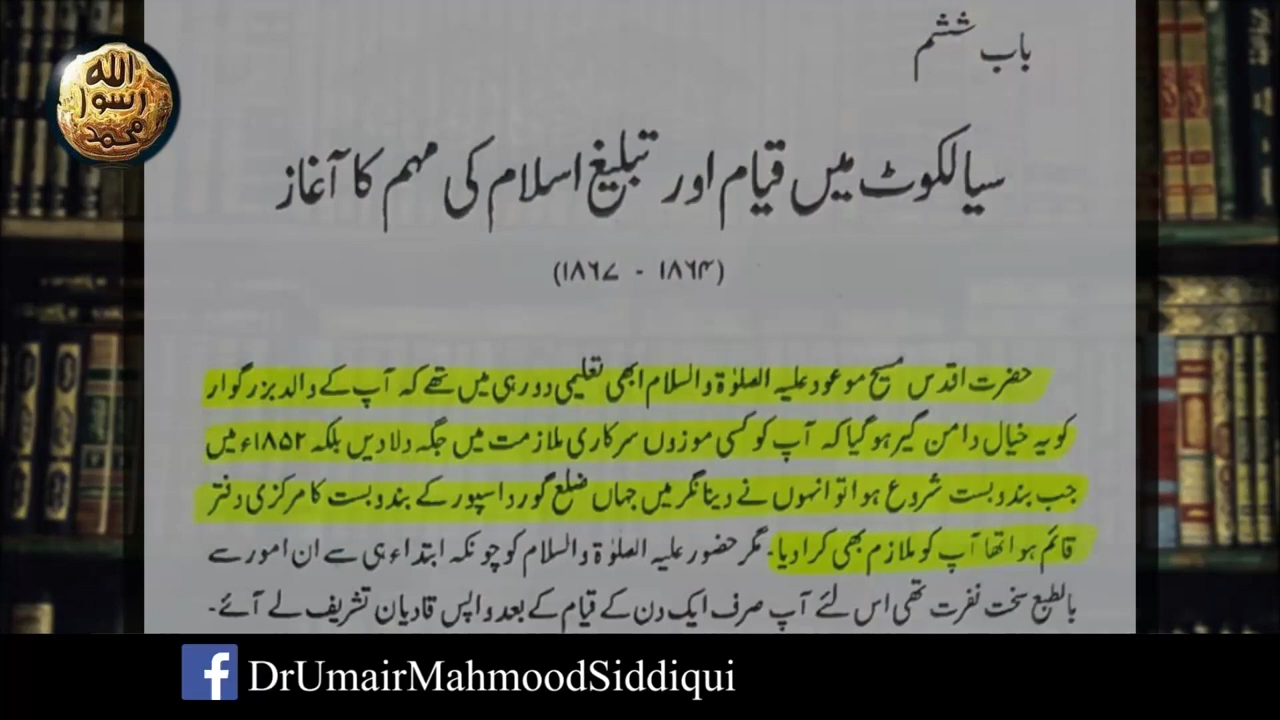 باب ششم
سیالکوٹ میں قیام اور تبلیغ اسلام کی مہم کا آغاز
(۱۸۶۴ - ۱۸۶۷)
حضرت اقدس مسیح موعود علیہ الصلوٰۃ والسلام ابھی تعلیمی دور ہی میں تھے کہ آپ کے والد بزرگوار
کو یہ خیال دامن گیر ہو گیا کہ آپ کو کسی موزوں سرکاری ملازمت میں جگہ دلا دیں بلکہ ۱۸۵۲ء میں
جب بندوبست شروع ہوا تو انہوں نے دینانگر میں جہاں ضلع گورداسپور کے بندوبست کا مرکزی دفتر
قائم ہوا تھا آپ کو ملازم بھی کرا دیا۔ مگر حضور علیہ الصلوٰۃ والسلام کو چونکہ ابتداء ہی سے ان امور سے
بالطبع سخت نفرت تھی اس لئے آپ صرف ایک دن کے قیام کے بعد واپس قادیان تشریف لے آئے۔
الله
رسول
محمد
DrUmairMahmoodSiddiqui